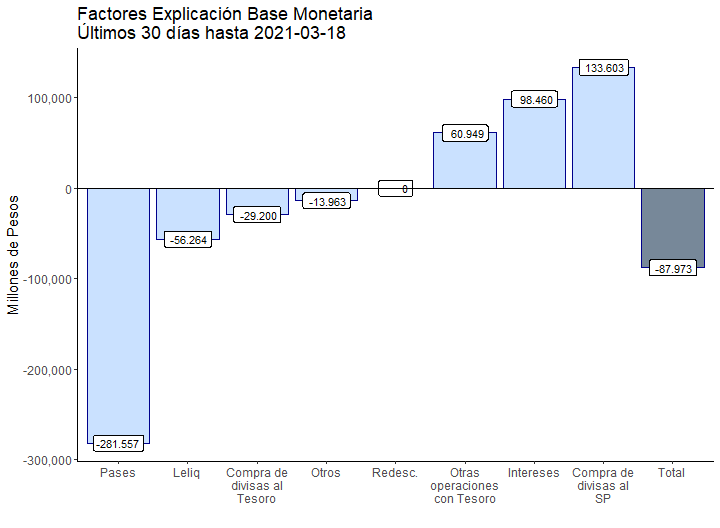 Factores Explicación Base Monetaria
Últimos 30 días hasta 2021-03-18
Millones de Pesos
100,000
0
-100,000
-200,000
-300,000
-281.557
-56.264
-29.200
-13.963
0
60.949
98.460
133.603
-87.973
Pases
Leliq
Compra de
divisas al
Tesoro
Otros
Redesc.
Otras
operaciones
con Tesoro
Intereses
Compra de
divisas al
SP
Total